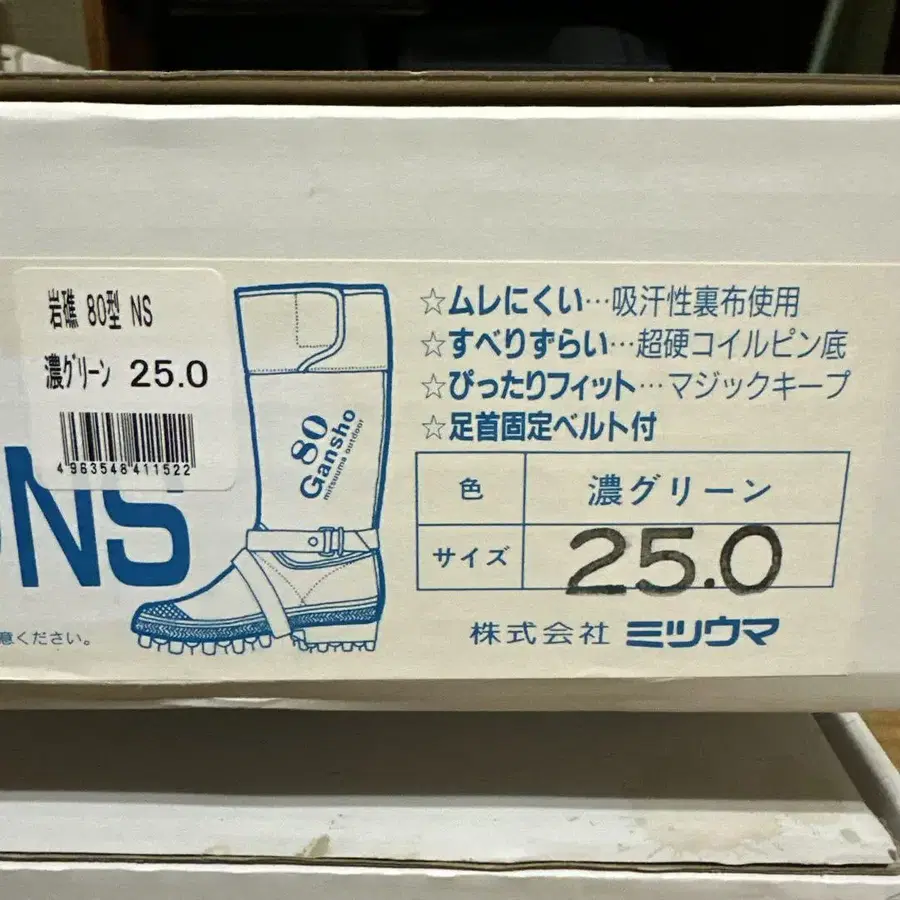 岩礁 80型 NS
濃グリーン 25.0
4963548411522
NS
意ください。
80
Gansho
mitsuuma outdoor
☆ムレにくい…吸汗性裏布使用
☆すべりずらい…超硬コイルピン底
☆ぴったりフィット…マジックキープ
☆足首固定ベルト付
色 濃グリーン
サイズ 25.0
株式会社 ミツウマ